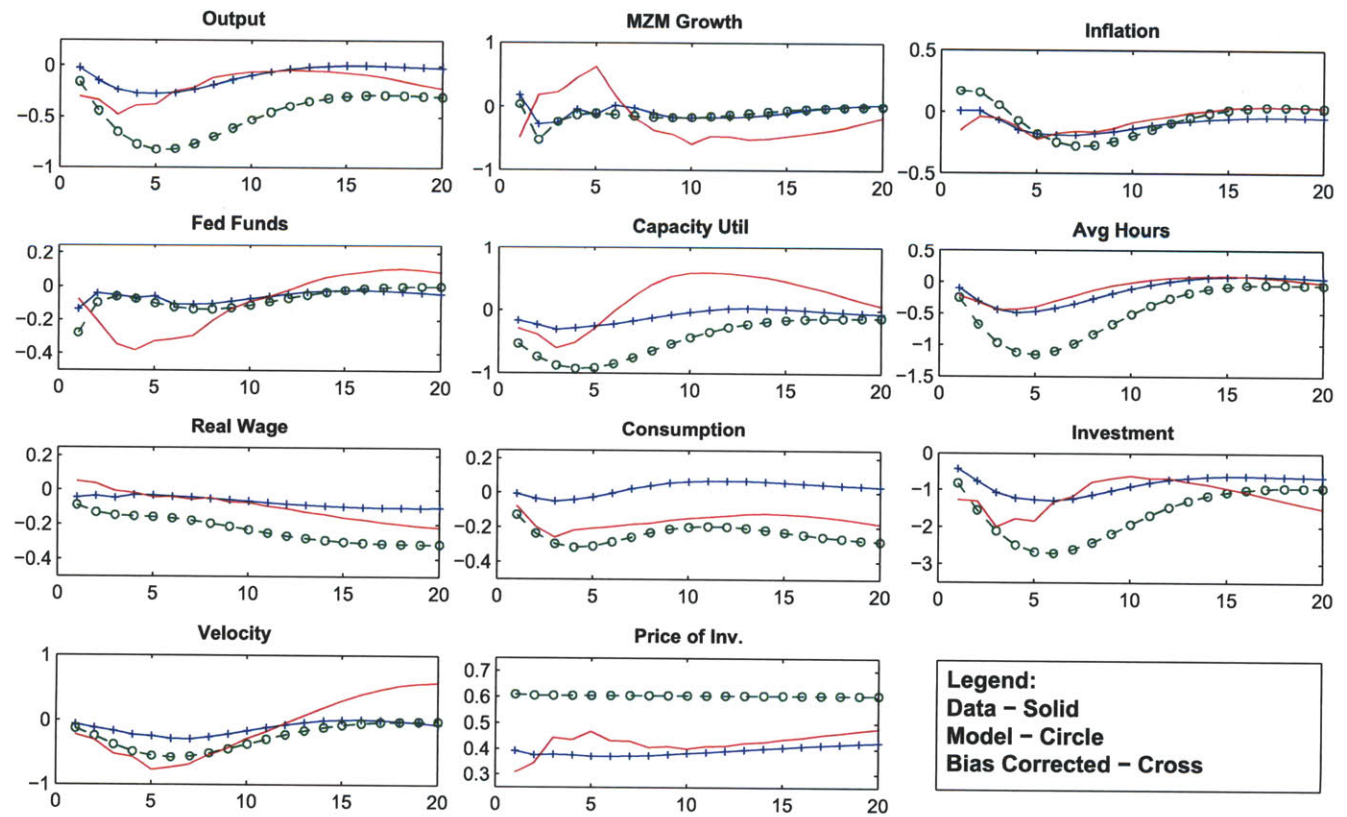 Output
MZM Growth
Inflation
0
−0.5
−1
0 5 10 15 20
1
0
−1
0 5 10 15 20
0.5
0
−0.5
0 5 10 15 20
Fed Funds
Capacity Util
Avg Hours
0.2
0
−0.2
−0.4
0 5 10 15 20
1
0
−1
0 5 10 15 20
0.5
0
−0.5
−1
−1.5
0 5 10 15 20
Real Wage
Consumption
Investment
0.2
0
−0.2
−0.4
0 5 10 15 20
0.2
0
−0.2
−0.4
0 5 10 15 20
0
−1
−2
−3
0 5 10 15 20
Velocity
Price of Inv.
1
0
−1
0 5 10 15 20
0.7
0.6
0.5
0.4
0.3
0 5 10 15 20
Legend:
Data − Solid
Model − Circle
Bias Corrected − Cross